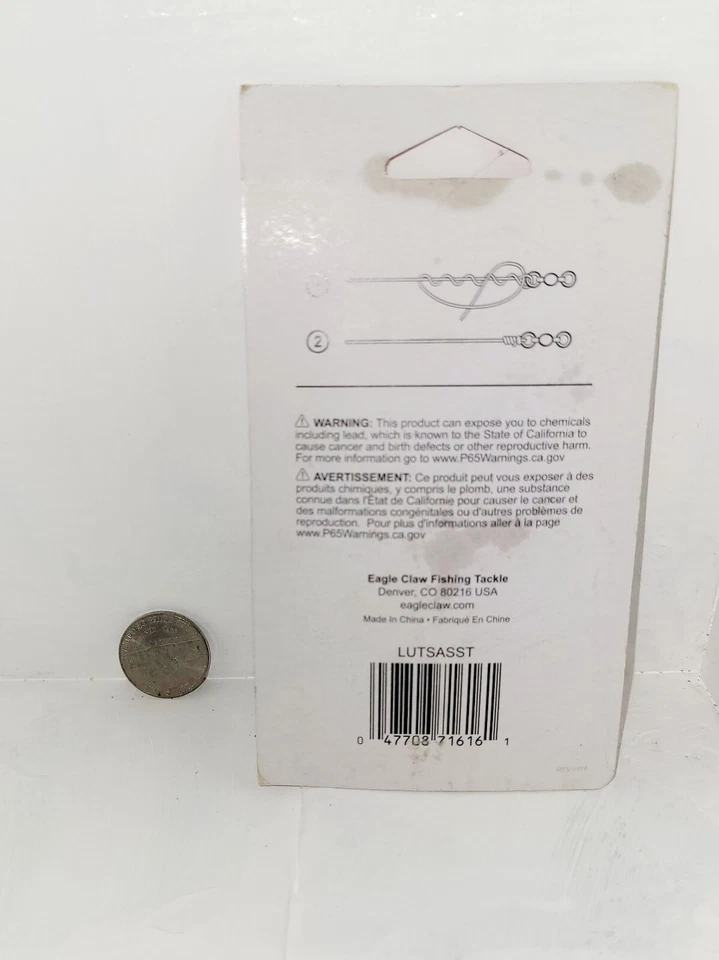 2
⚠ WARNING: This product can expose you to chemicals
including lead, which is known to the State of California to
cause cancer and birth defects or other reproductive harm.
For more information go to www.P65Warnings.ca.gov
⚠ AVERTISSEMENT: Ce produit peut vous exposer à des
produits chimiques, y compris le plomb, une substance
connue dans l'État de Californie pour causer le cancer et
des malformations congénitales ou d'autres problèmes de
reproduction. Pour plus d'informations aller à la page
www.P65Warnings.ca.gov
Eagle Claw Fishing Tackle
Denver, CO 80216 USA
eagleclaw.com
Made In China • Fabriqué En Chine
LUTSASST
0 47708 71616 1